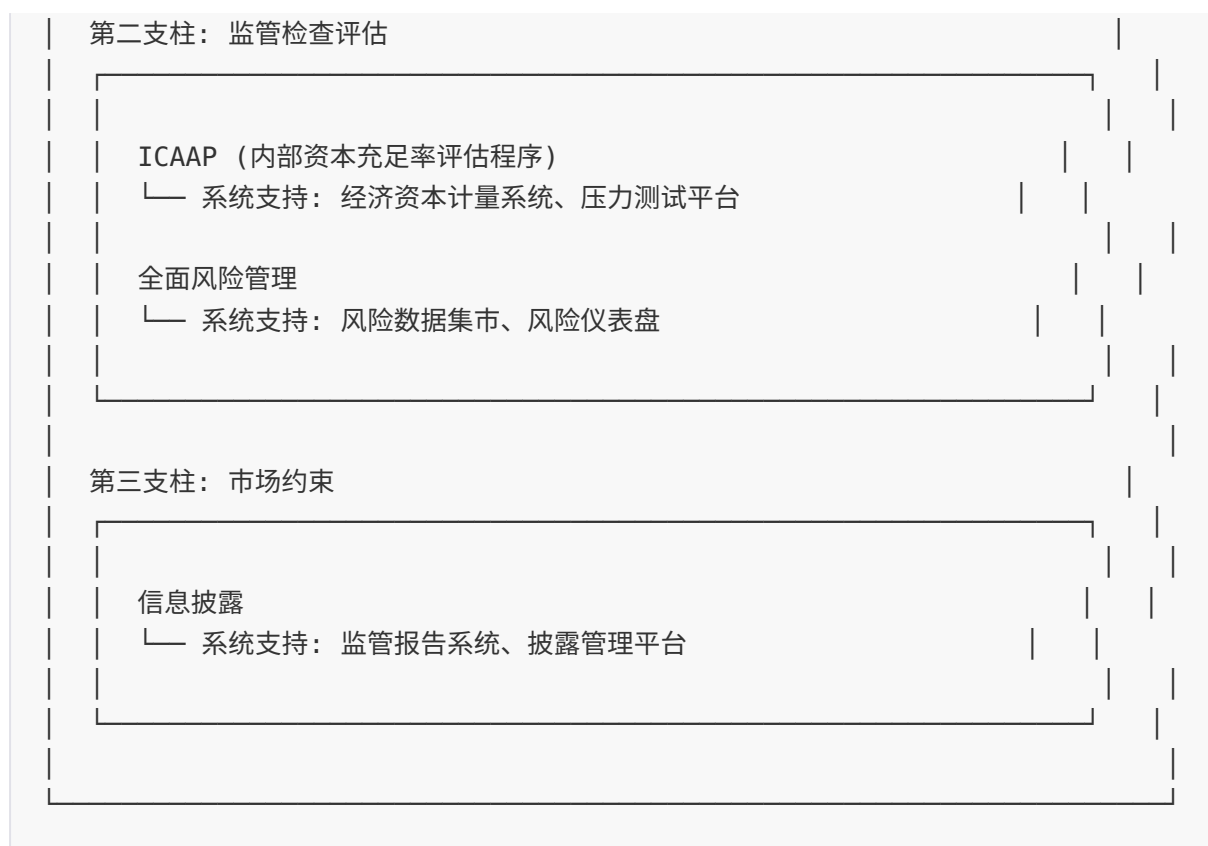 第二支柱: 监管检查评估
ICAAP (内部资本充足率评估程序)
└── 系统支持: 经济资本计量系统、压力测试平台
全面风险管理
└── 系统支持: 风险数据集市、风险仪表盘
第三支柱: 市场约束
信息披露
└── 系统支持: 监管报告系统、披露管理平台